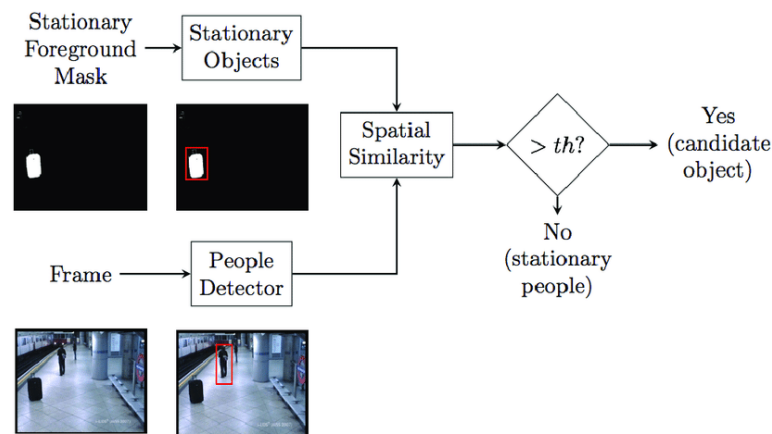 Stationary
Foreground
Mask
Stationary
Objects
Spatial
Similarity
> th?
Yes
(candidate
object)
No
(stationary
people)
Frame
People
Detector